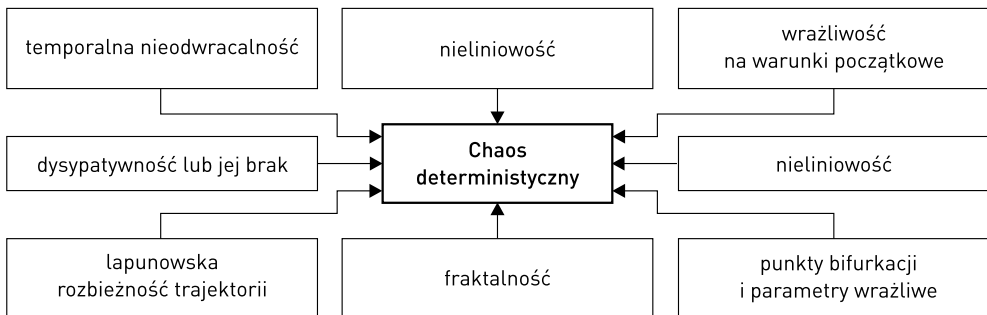 temporalna nieodwracalność
nieliniowość
wrażliwość
na warunki początkowe
dysypatywność lub jej brak
Chaos
deterministyczny
nieliniowość
lapunowska
rozbieżność trajektorii
fraktalność
punkty bifurkacji
i parametry wrażliwe